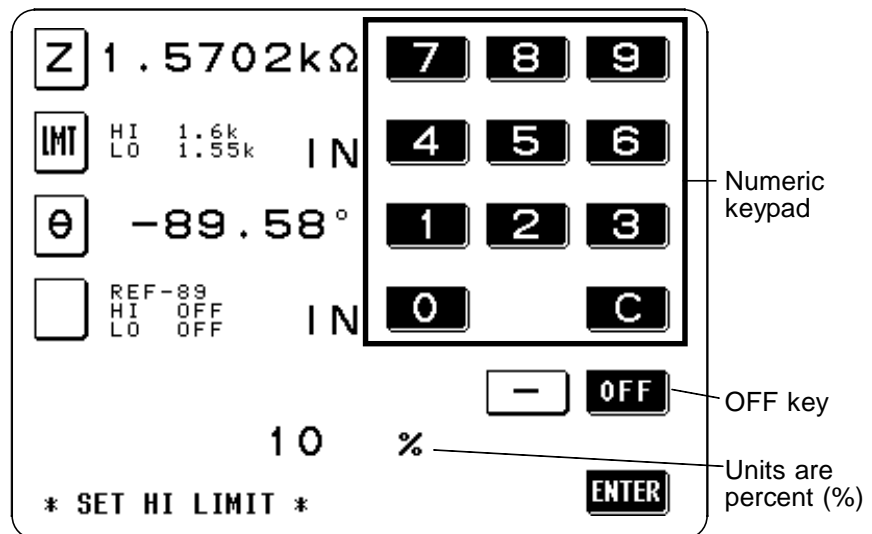 Z 1.5702kΩ 7 8 9
LMT HI 1.6k
LO 1.55k IN 4 5 6
Numeric
keypad
θ -89.58° 1 2 3
REF-89
HI OFF
LO OFF IN 0 C
− OFF
OFF key
10 %
Units are
percent (%)
* SET HI LIMIT * ENTER